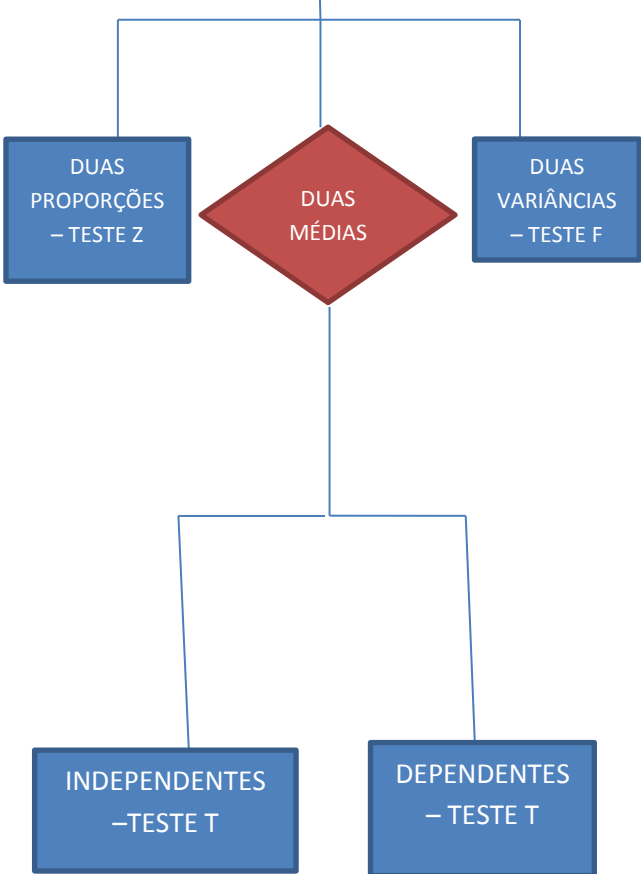 DUAS
PROPORÇÕES
– TESTE Z
DUAS
MÉDIAS
DUAS
VARIÂNCIAS
– TESTE F
INDEPENDENTES
–TESTE T
DEPENDENTES
– TESTE T